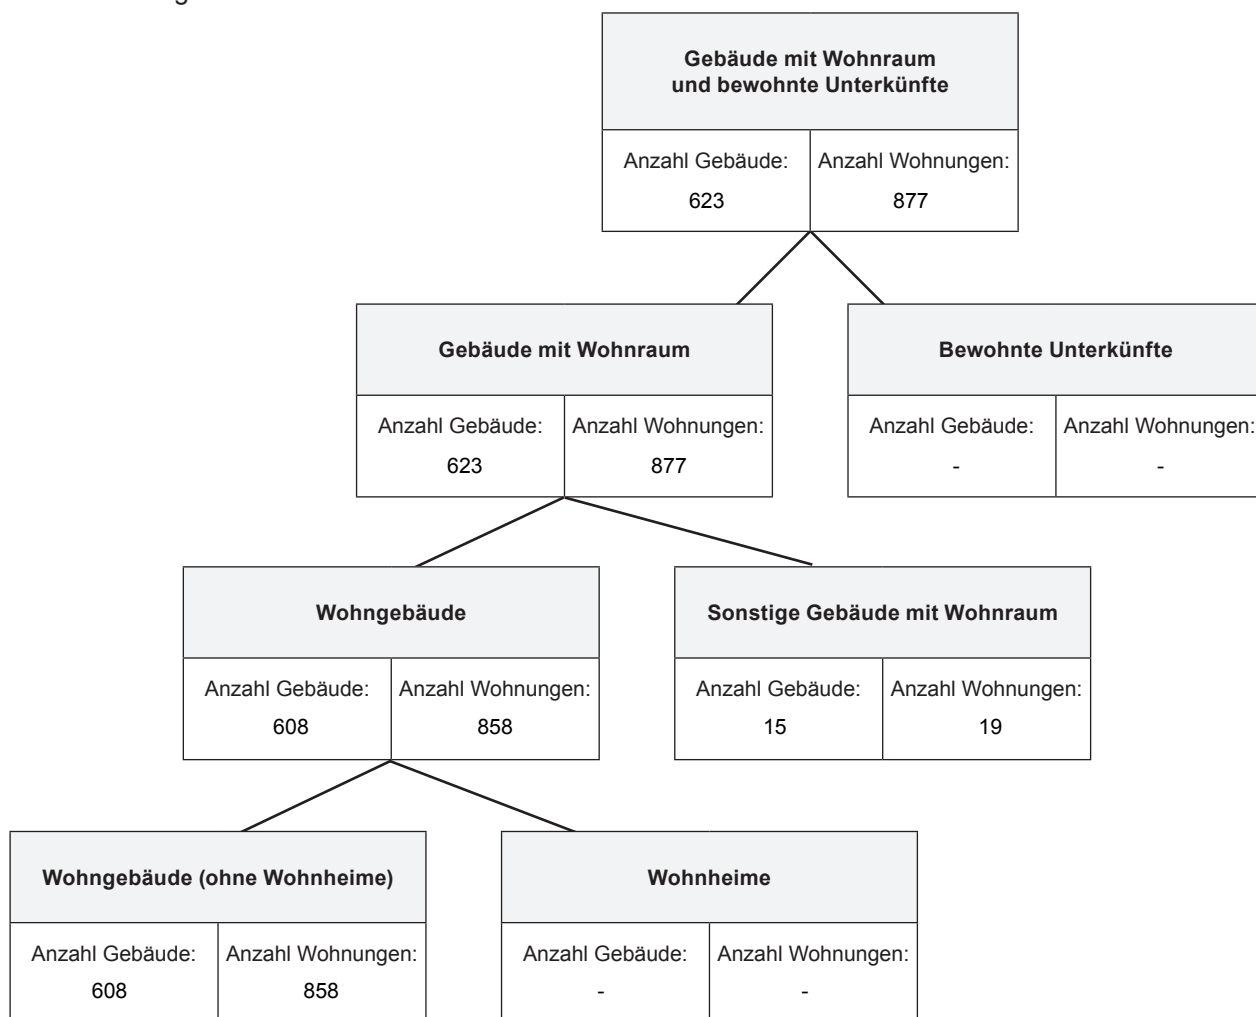 Gebäude mit Wohnraum
und bewohnte Unterkünfte
Anzahl Gebäude: Anzahl Wohnungen:
623 877
Gebäude mit Wohnraum
Anzahl Gebäude: Anzahl Wohnungen:
623 877
Bewohnte Unterkünfte
Anzahl Gebäude: Anzahl Wohnungen:
- -
Wohngebäude
Anzahl Gebäude: Anzahl Wohnungen:
608 858
Sonstige Gebäude mit Wohnraum
Anzahl Gebäude: Anzahl Wohnungen:
15 19
Wohngebäude (ohne Wohnheime)
Anzahl Gebäude: Anzahl Wohnungen:
608 858
Wohnheime
Anzahl Gebäude: Anzahl Wohnungen:
- -